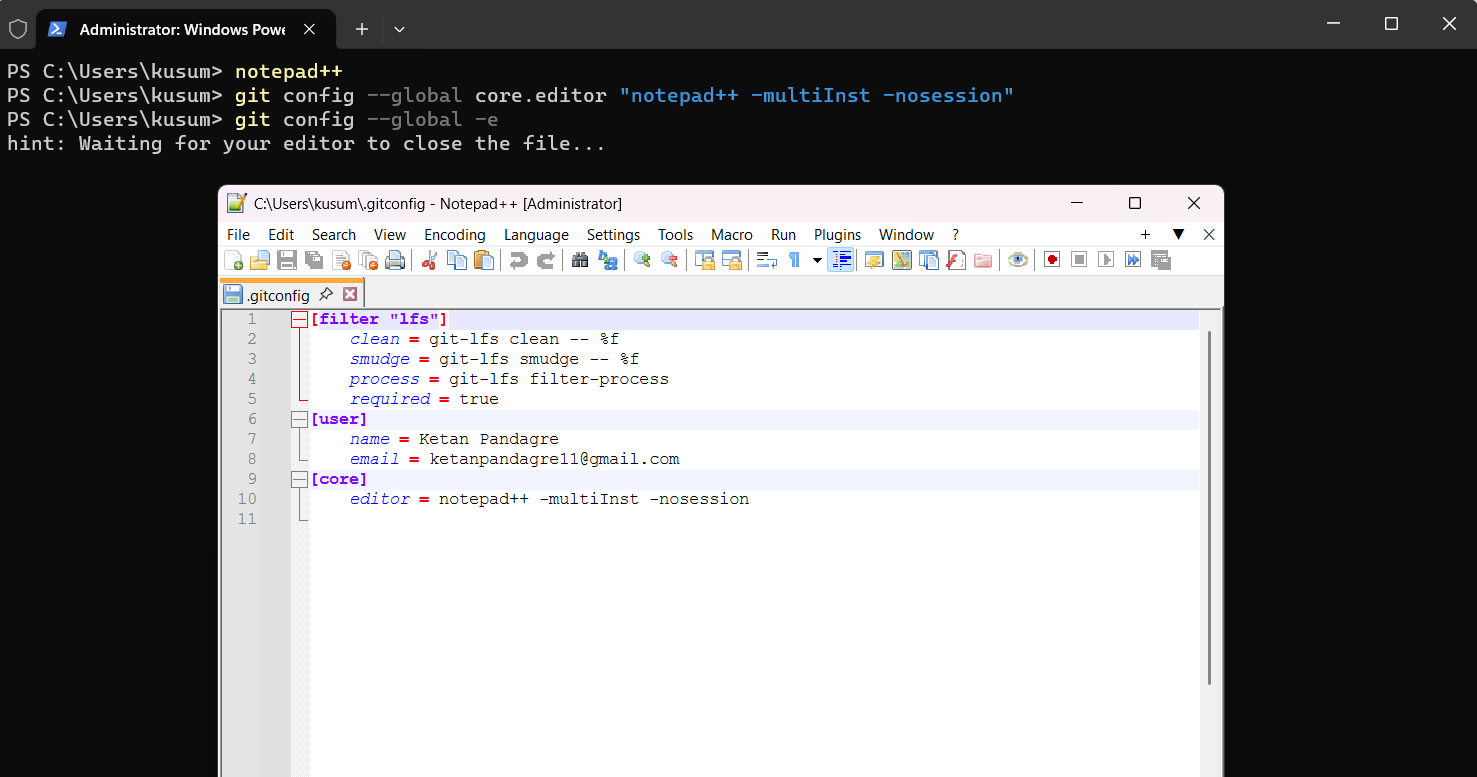 Administrator: Windows Powe
PS C:\Users\kusum> notepad++
PS C:\Users\kusum> git config --global core.editor "notepad++ -multiInst -nosession"
PS C:\Users\kusum> git config --global -e
hint: Waiting for your editor to close the file...
C:\Users\kusum\.gitconfig - Notepad++ [Administrator]
File Edit Search View Encoding Language Settings Tools Macro Run Plugins Window ?
.gitconfig
1 [filter "lfs"]
2 clean = git-lfs clean -- %f
3 smudge = git-lfs smudge -- %f
4 process = git-lfs filter-process
5 required = true
6 [user]
7 name = Ketan Pandagre
8 email = ketanpandagre11@gmail.com
9 [core]
10 editor = notepad++ -multiInst -nosession
11